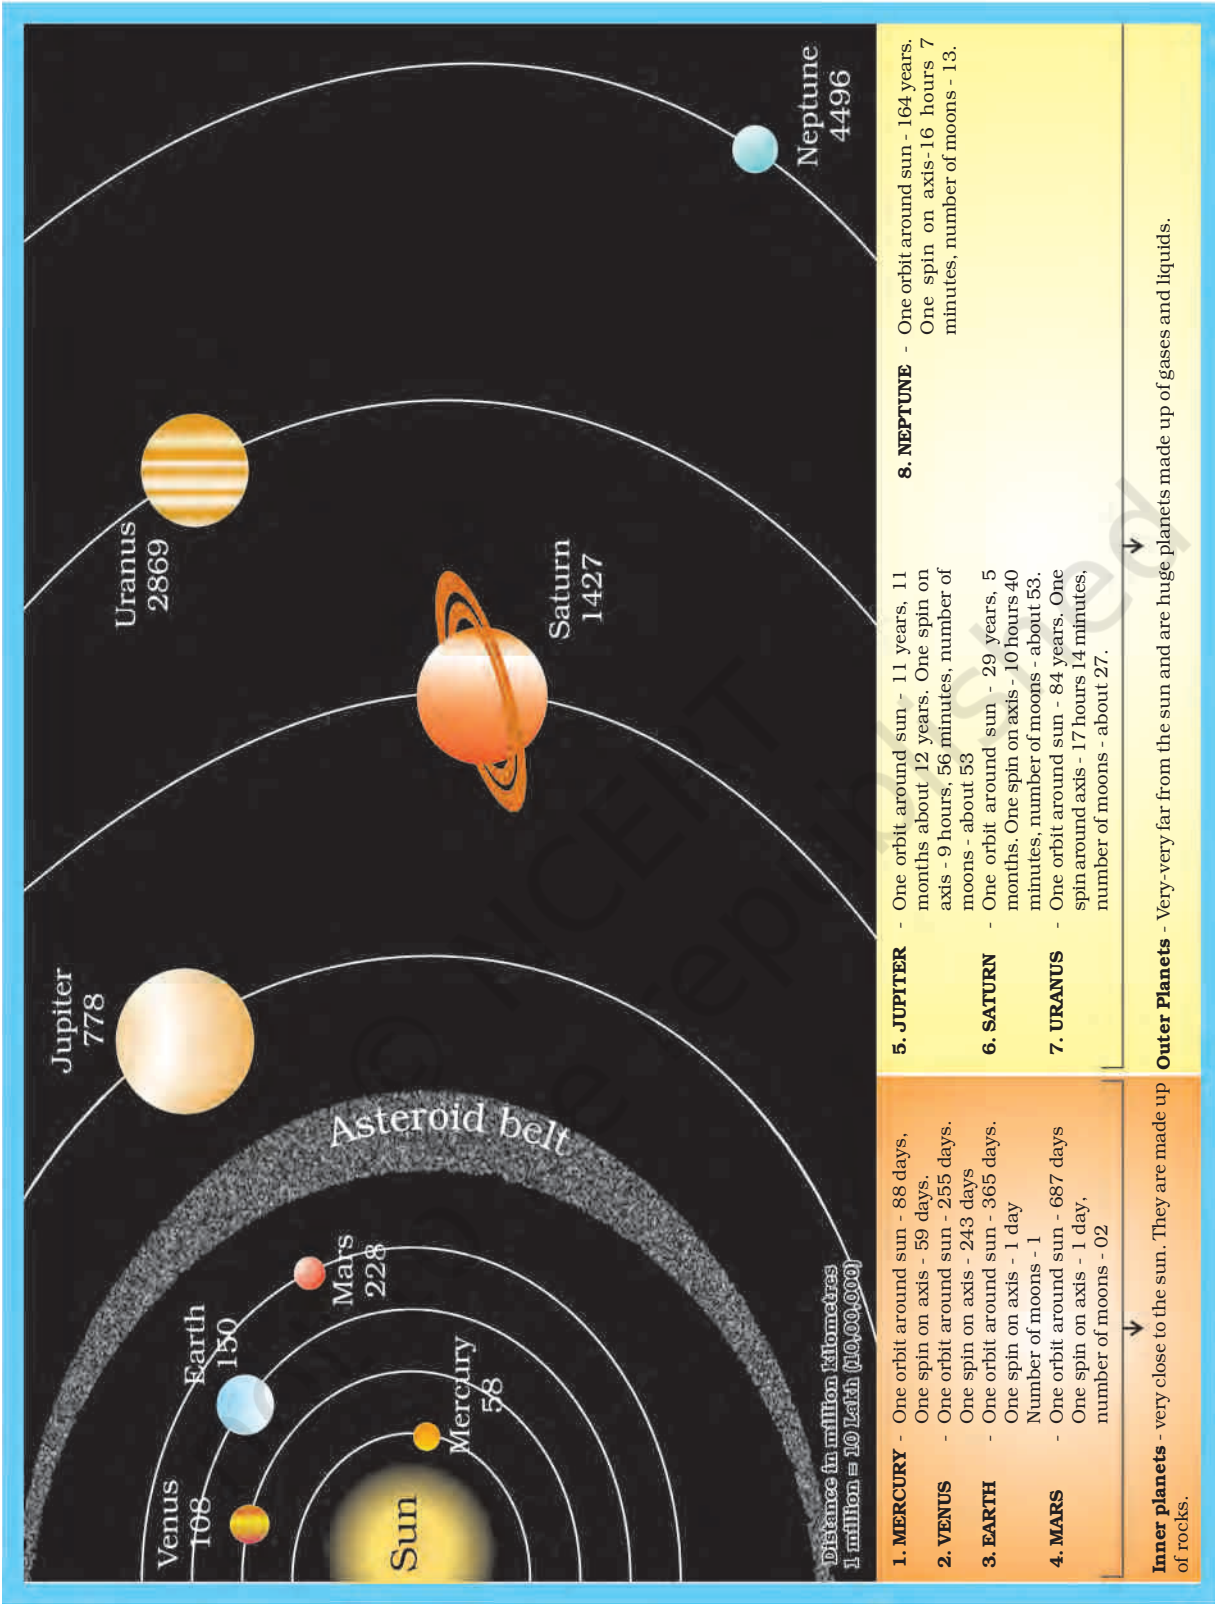 Sun
Mercury
58
Venus
108
Earth
150
Mars
228
Asteroid belt
Jupiter
778
Saturn
1427
Uranus
2869
Neptune
4496
Distance in million kilometres
1 million = 10 Lakh (10,00,000)
1. MERCURY - One orbit around sun - 88 days,
One spin on axis - 59 days.
2. VENUS - One orbit around sun - 255 days.
One spin on axis - 243 days
3. EARTH - One orbit around sun - 365 days.
One spin on axis - 1 day
Number of moons - 1
4. MARS - One orbit around sun - 687 days
One spin on axis - 1 day,
number of moons - 02
5. JUPITER - One orbit around sun - 11 years, 11
months about 12 years. One spin on
axis - 9 hours, 56 minutes, number of
moons - about 53
6. SATURN - One orbit around sun - 29 years, 5
months. One spin on axis - 10 hours 40
minutes, number of moons - about 53.
7. URANUS - One orbit around sun - 84 years. One
spin around axis - 17 hours 14 minutes,
number of moons - about 27.
8. NEPTUNE - One orbit around sun - 164 years.
One spin on axis-16 hours 7
minutes, number of moons - 13.
Inner planets - very close to the sun. They are made up
of rocks.
Outer Planets - Very-very far from the sun and are huge planets made up of gases and liquids.
© NCERT
republished